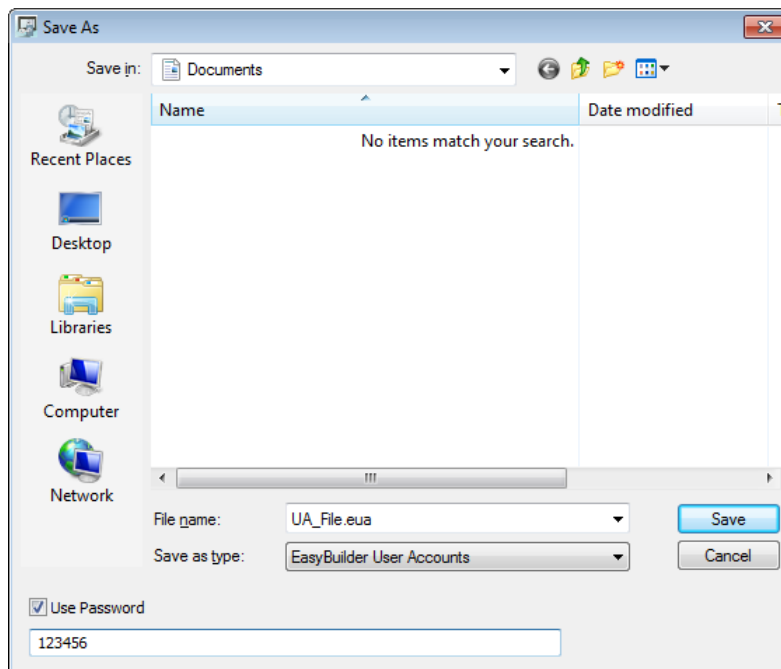 Save As
Save in: Documents
Name Date modified
No items match your search.
Recent Places
Desktop
Libraries
Computer
Network
File name: UA_File.eua Save
Save as type: EasyBuilder User Accounts Cancel
Use Password
123456